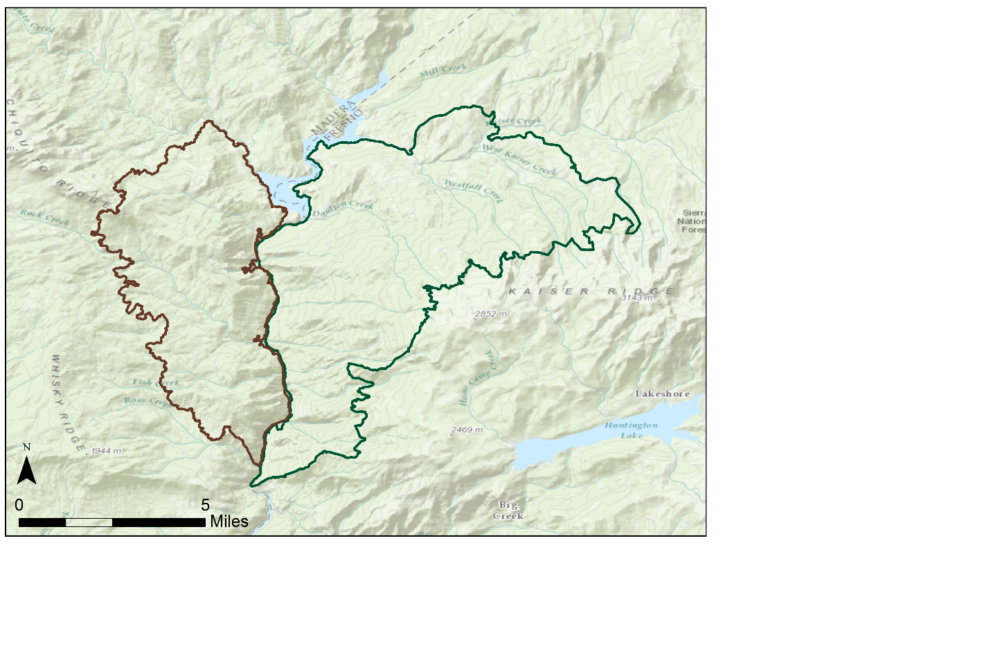 Mill Creek
MADERA
FRESNO
Kaiser Creek
CHIQUITO RIDGE
West Kaiser Creek
Westfall Creek
Daulton Creek
Rock Creek
Sierra
Nation
Fores
KAISER RIDGE
3143 m
2852 m
Home Camp Creek
WHISKY RIDGE
Fish Creek
Ross Creek
Lakeshore
Huntington
Lake
2469 m
1944 m
N
0 5
Miles
Big
Creek